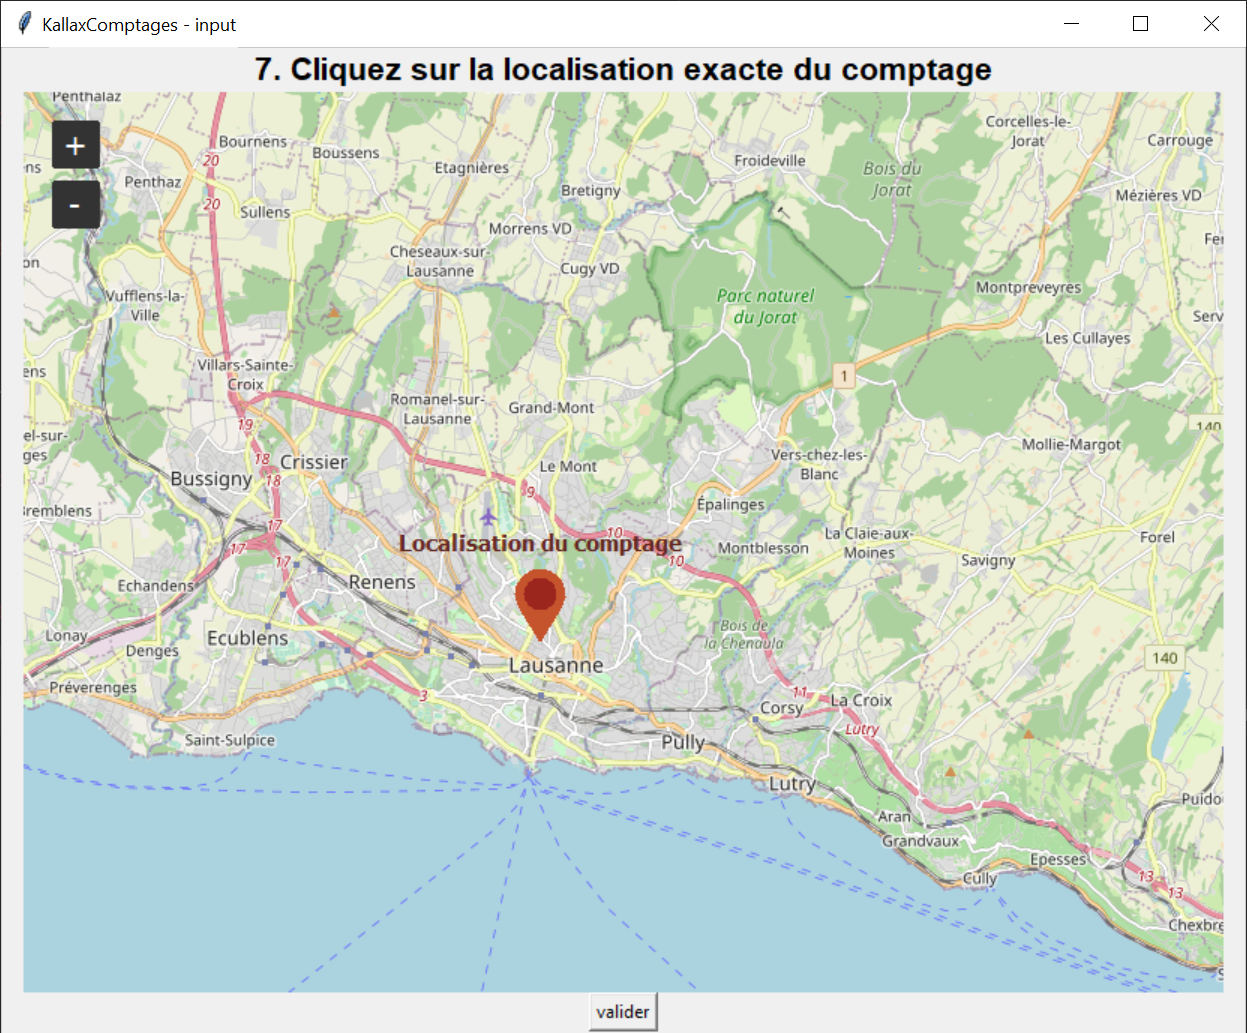 KallaxComptages - input
7. Cliquez sur la localisation exacte du comptage
Penthalaz
+
-
20
Bournens
Boussens
Etagnières
Froideville
Corcelles-le-
Jorat
Carrouge
Bois du
Jorat
Penthaz
20
Sullens
Bretigny
Mézières VD
Morrens VD
Cheseaux-sur-
Lausanne
Cugy VD
Vufflens-la-
Ville
Parc naturel
du Jorat
Montpreveyres
Les Cullayes
Villars-Sainte-
Croix
1
Romanel-sur-
Lausanne
Grand-Mont
19
140
Mollie-Margot
Bussigny
18
Crissier
18
Le Mont
Vers-chez-les-
Blanc
9
Épalinges
17
17
17
10
La Claie-aux-
Moines
Forel
Localisation du comptage
Montblesson
10
Savigny
Echandens
Renens
Lonay
Denges
Ecublens
Bois de
la Chenaula
Lausanne
140
Préverenges
3
11
La Croix
Corsy
Lutry
Saint-Sulpice
Pully
Lutry
Aran
Grandvaux
Epesses
Cully
13
13
valider